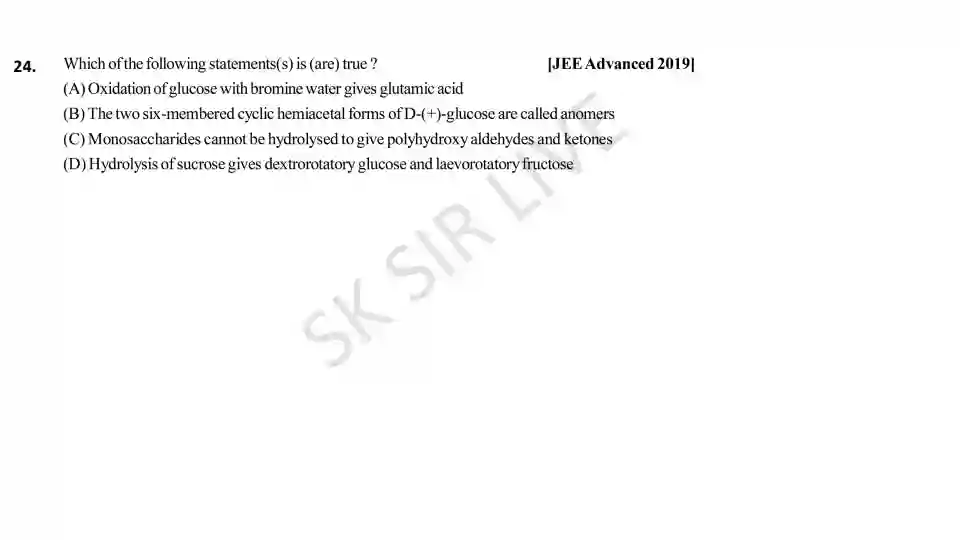 24. Which of the following statements(s) is (are) true ? [JEE Advanced 2019]
(A) Oxidation of glucose with bromine water gives glutamic acid
(B) The two six-membered cyclic hemiacetal forms of D-(+)-glucose are called anomers
(C) Monosaccharides cannot be hydrolysed to give polyhydroxy aldehydes and ketones
(D) Hydrolysis of sucrose gives dextrorotatory glucose and laevorotatory fructose
SK SIR LIVE